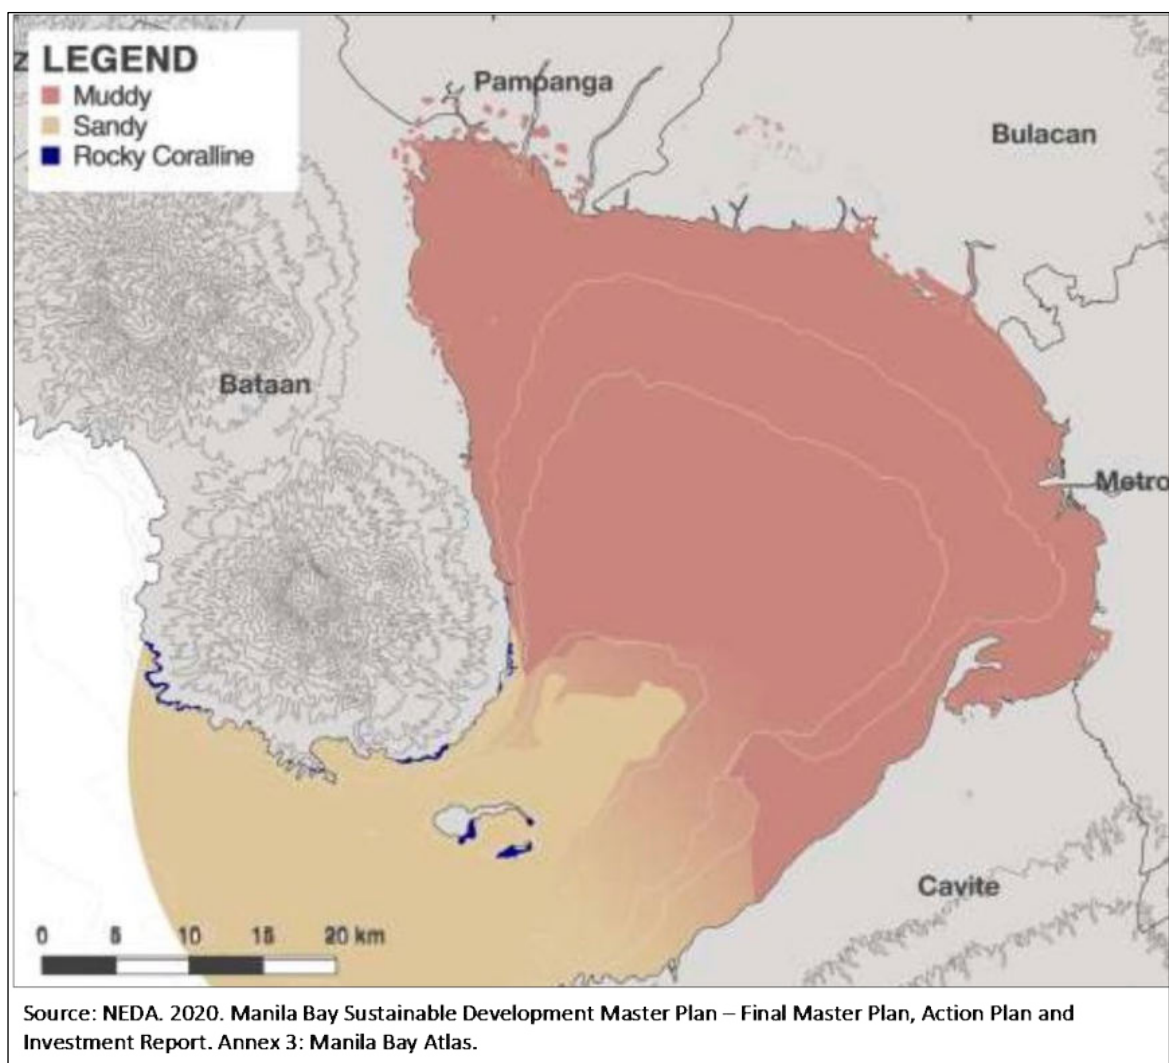 z
LEGEND
Muddy
Sandy
Rocky Coralline
Pampanga
Bulacan
Bataan
Metro
Cavite
0 5 10 15 20 km
Source: NEDA. 2020. Manila Bay Sustainable Development Master Plan – Final Master Plan, Action Plan and
Investment Report. Annex 3: Manila Bay Atlas.